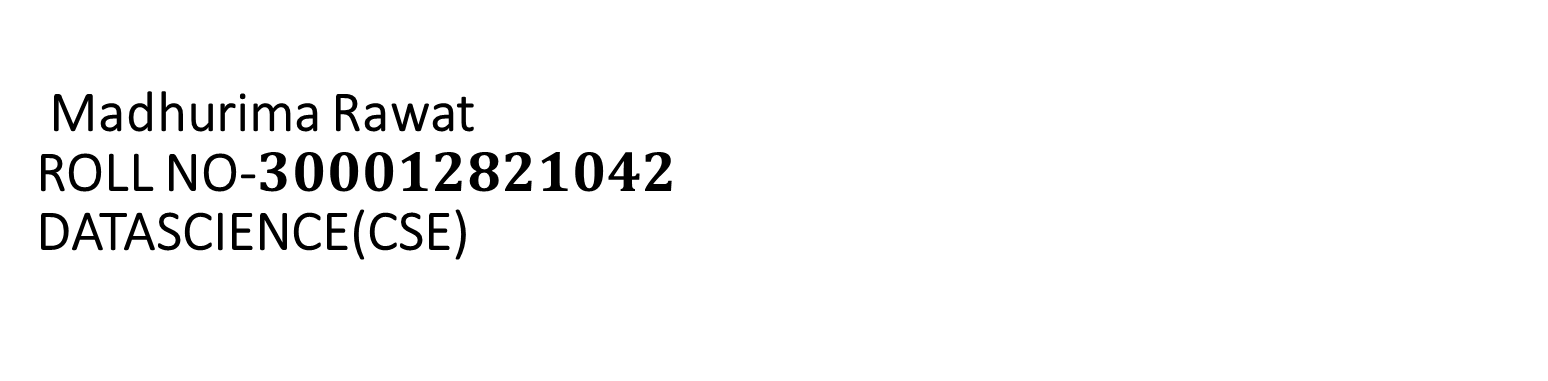 Madhurima Rawat
ROLL NO-300012821042
DATASCIENCE(CSE)